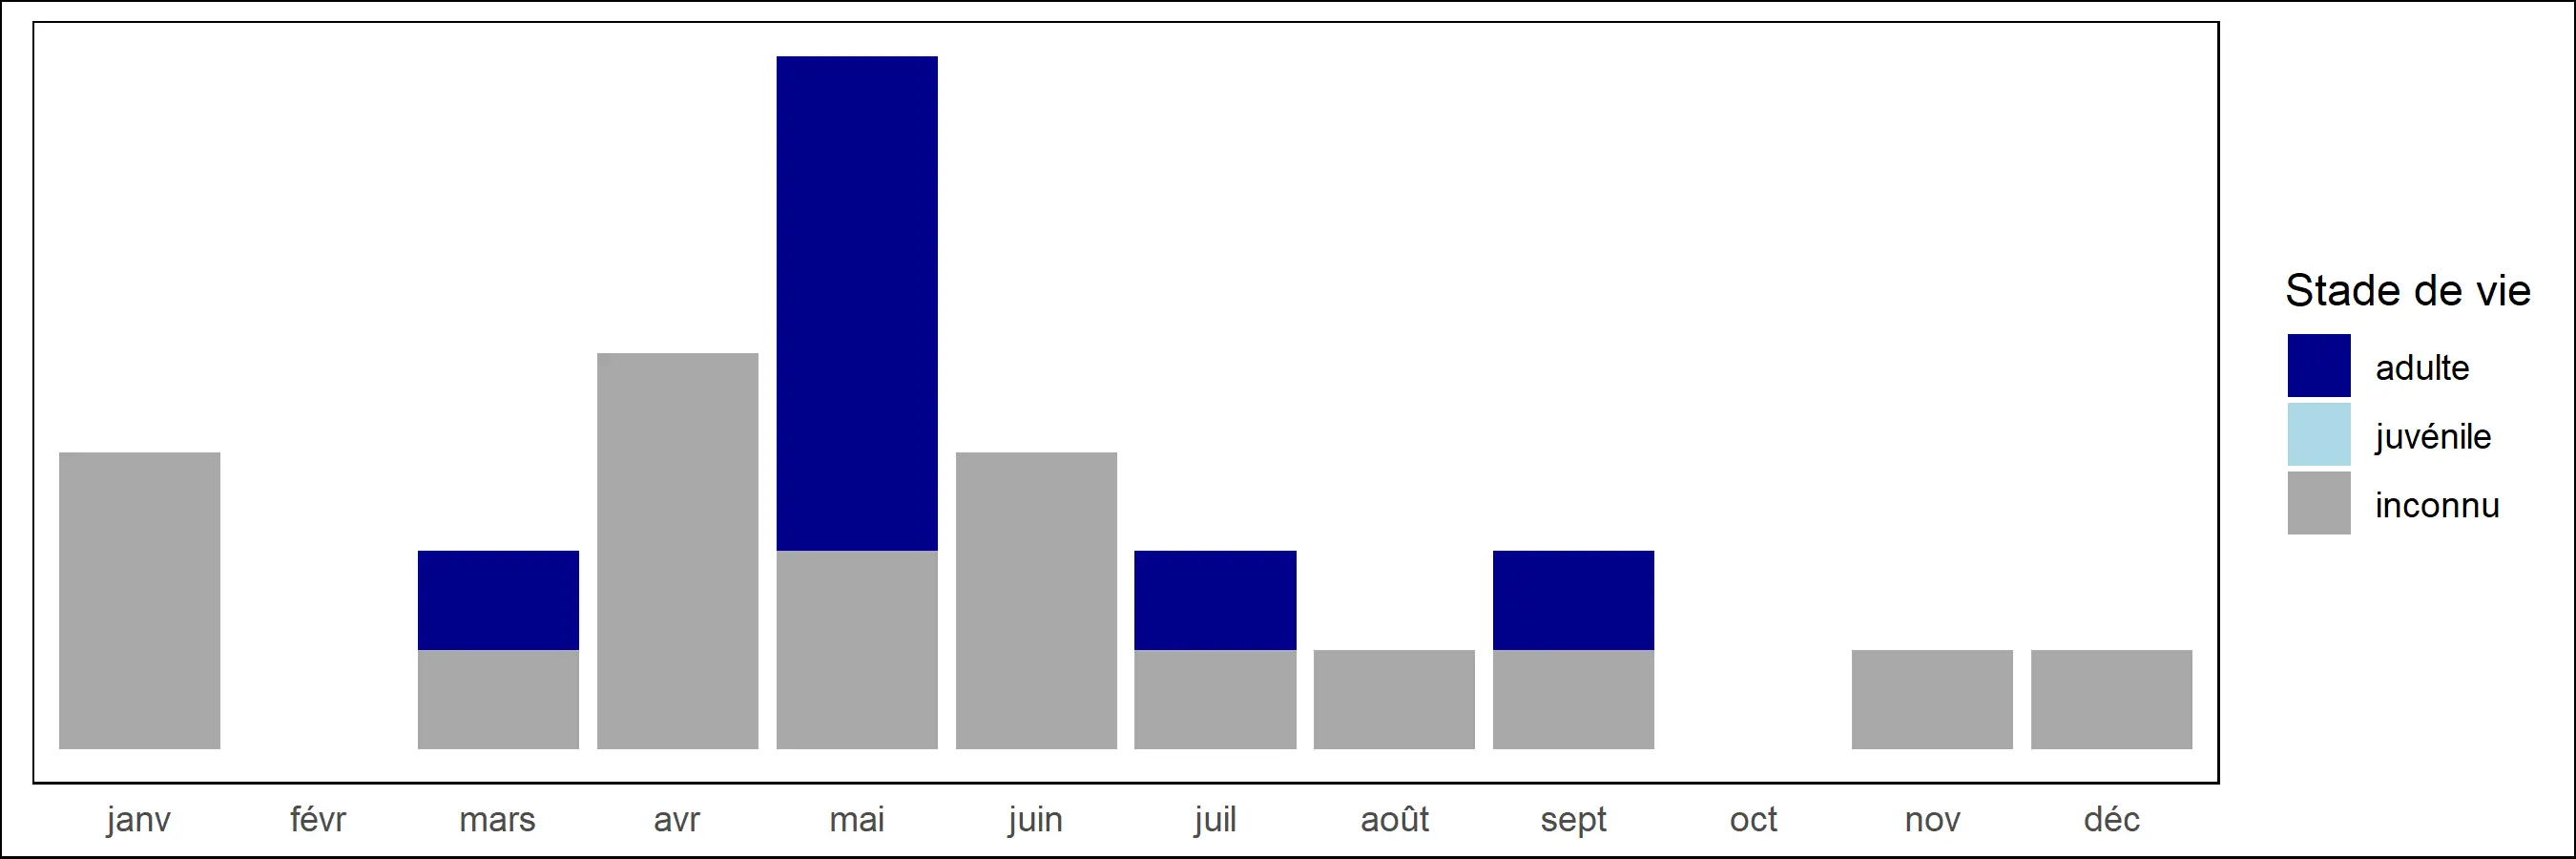 Stade de vie
adulte
juvénile
inconnu
janv févr mars avr mai juin juil août sept oct nov déc